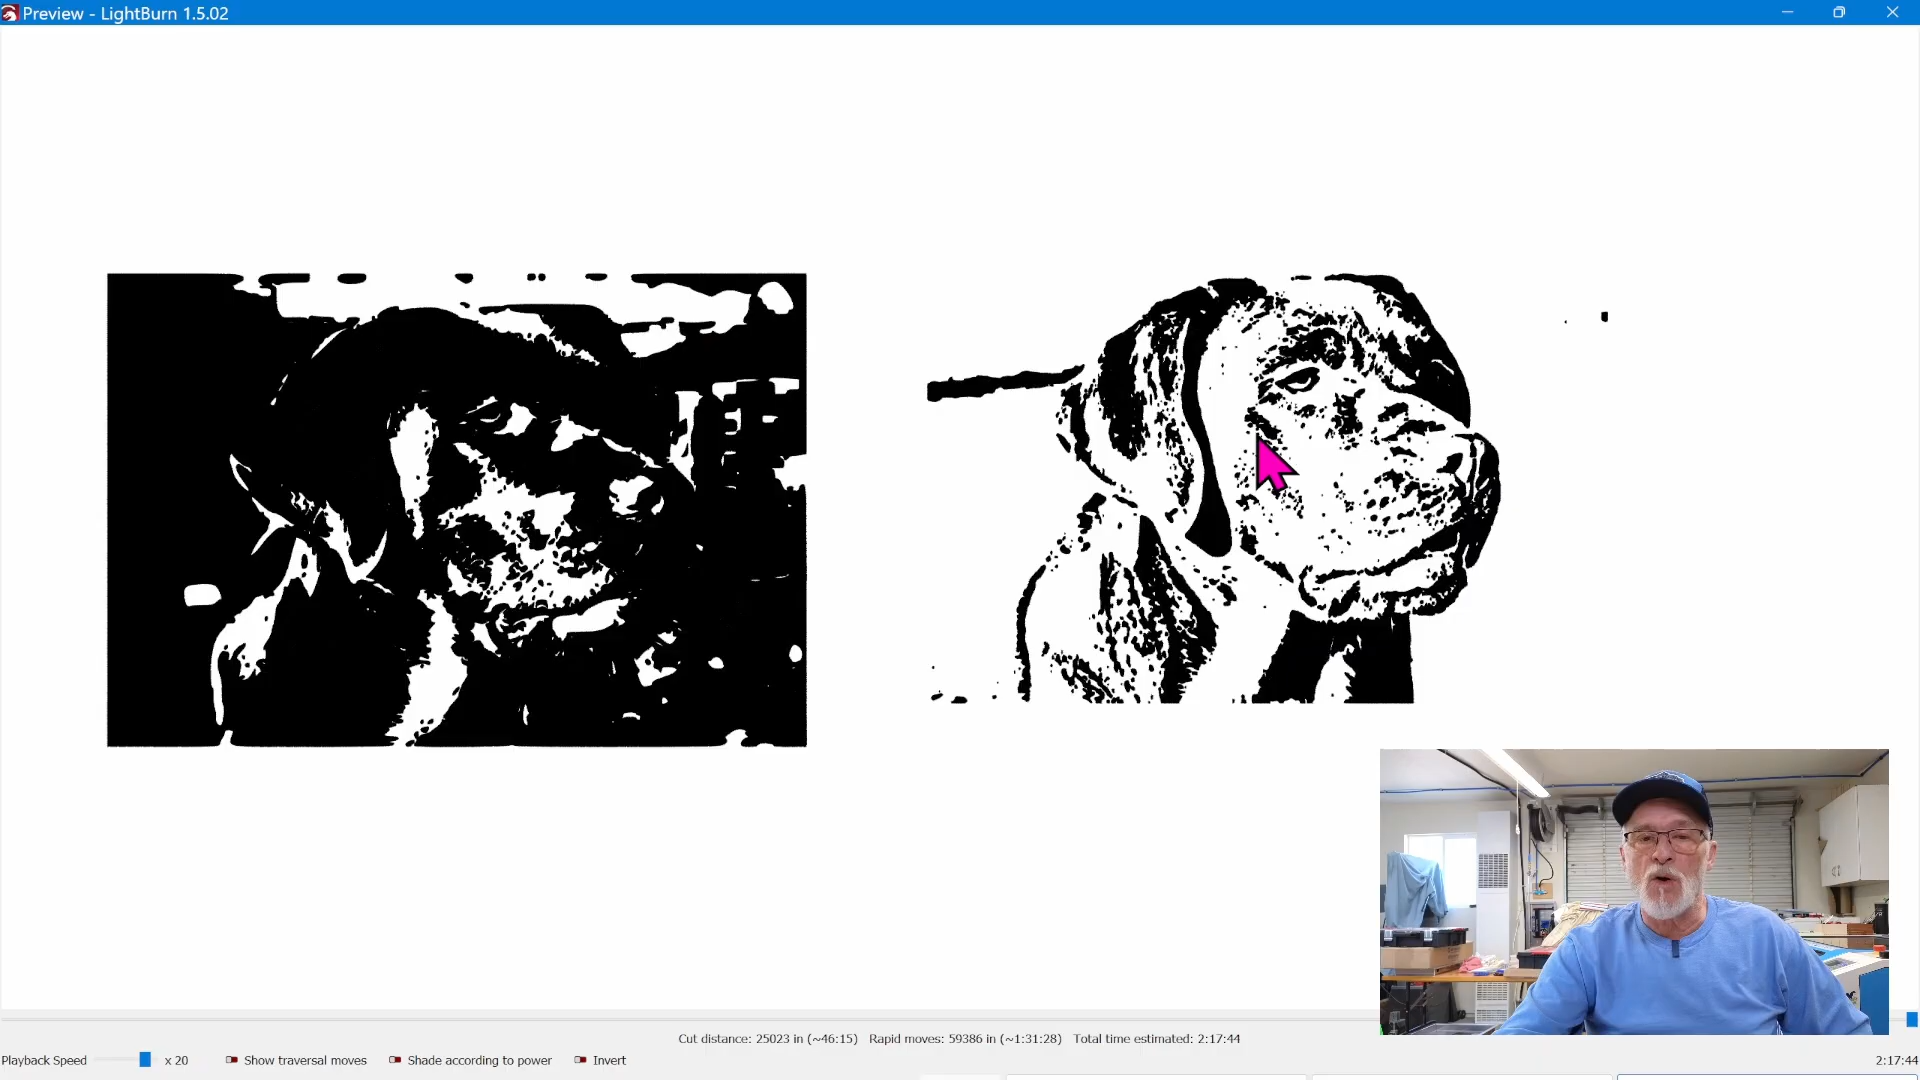 Preview - LightBurn 1.5.02
Cut distance: 25023 in (~46:15) Rapid moves: 59386 in (~1:31:28) Total time estimated: 2:17:44
Playback Speed x 20 Show traversal moves Shade according to power Invert 2:17:44